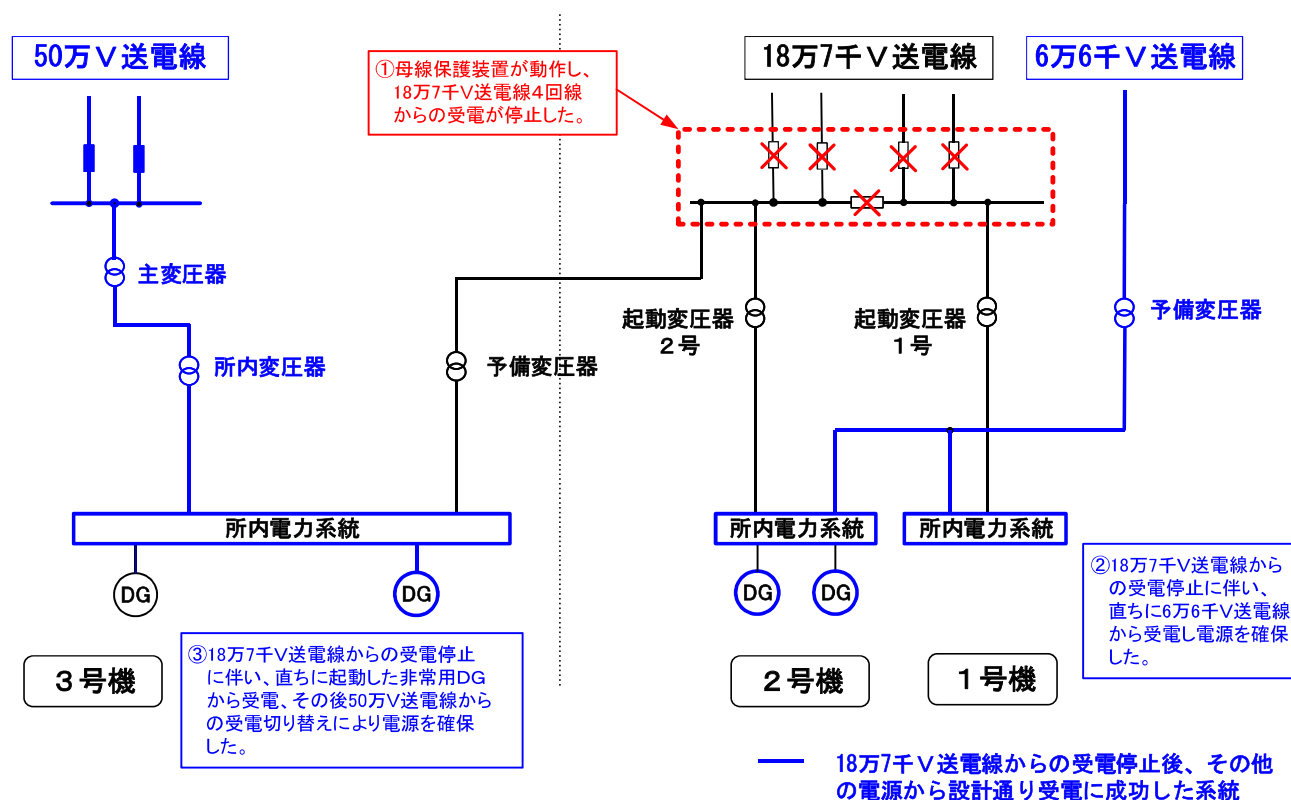 50万V送電線
①母線保護装置が動作し、
18万7千V送電線4回線
からの受電が停止した。
18万7千V送電線
6万6千V送電線
主変圧器
所内変圧器
予備変圧器
起動変圧器
2号
起動変圧器
1号
予備変圧器
所内電力系統
所内電力系統
所内電力系統
DG
DG
DG
DG
②18万7千V送電線から
の受電停止に伴い、
直ちに6万6千V送電線
から受電し電源を確保
した。
③18万7千V送電線からの受電停止
に伴い、直ちに起動した非常用DG
から受電、その後50万V送電線から
の受電切り替えにより電源を確保
した。
3号機
2号機
1号機
18万7千V送電線からの受電停止後、その他
の電源から設計通り受電に成功した系統